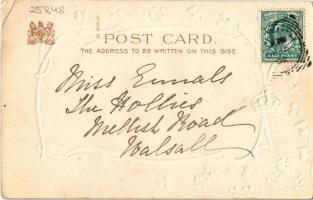 25848
POST CARD.
THE ADDRESS TO BE WRITTEN ON THIS SIDE.
HALF PENNY
Miss Ennals
The Hollies
Mellish Road
Walsall